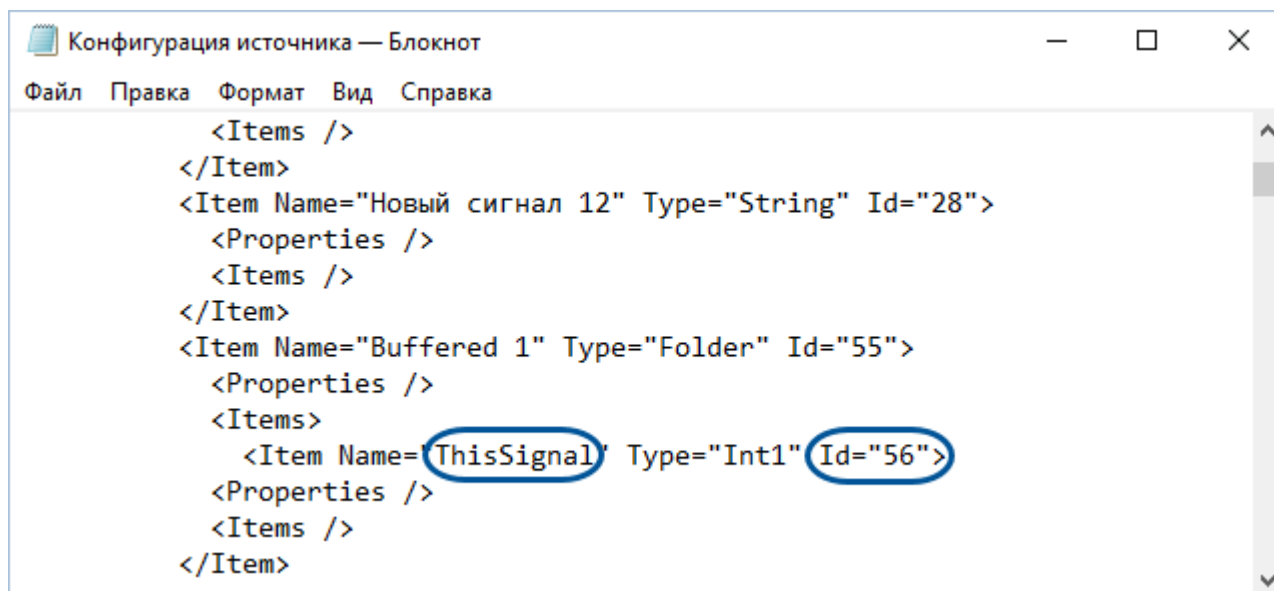 Конфигурация источника — Блокнот
Файл Правка Формат Вид Справка
<Items />
</Item>
<Item Name="Новый сигнал 12" Type="String" Id="28">
<Properties />
<Items />
</Item>
<Item Name="Buffered 1" Type="Folder" Id="55">
<Properties />
<Items>
<Item Name="ThisSignal" Type="Int1" Id="56">
<Properties />
<Items />
</Item>